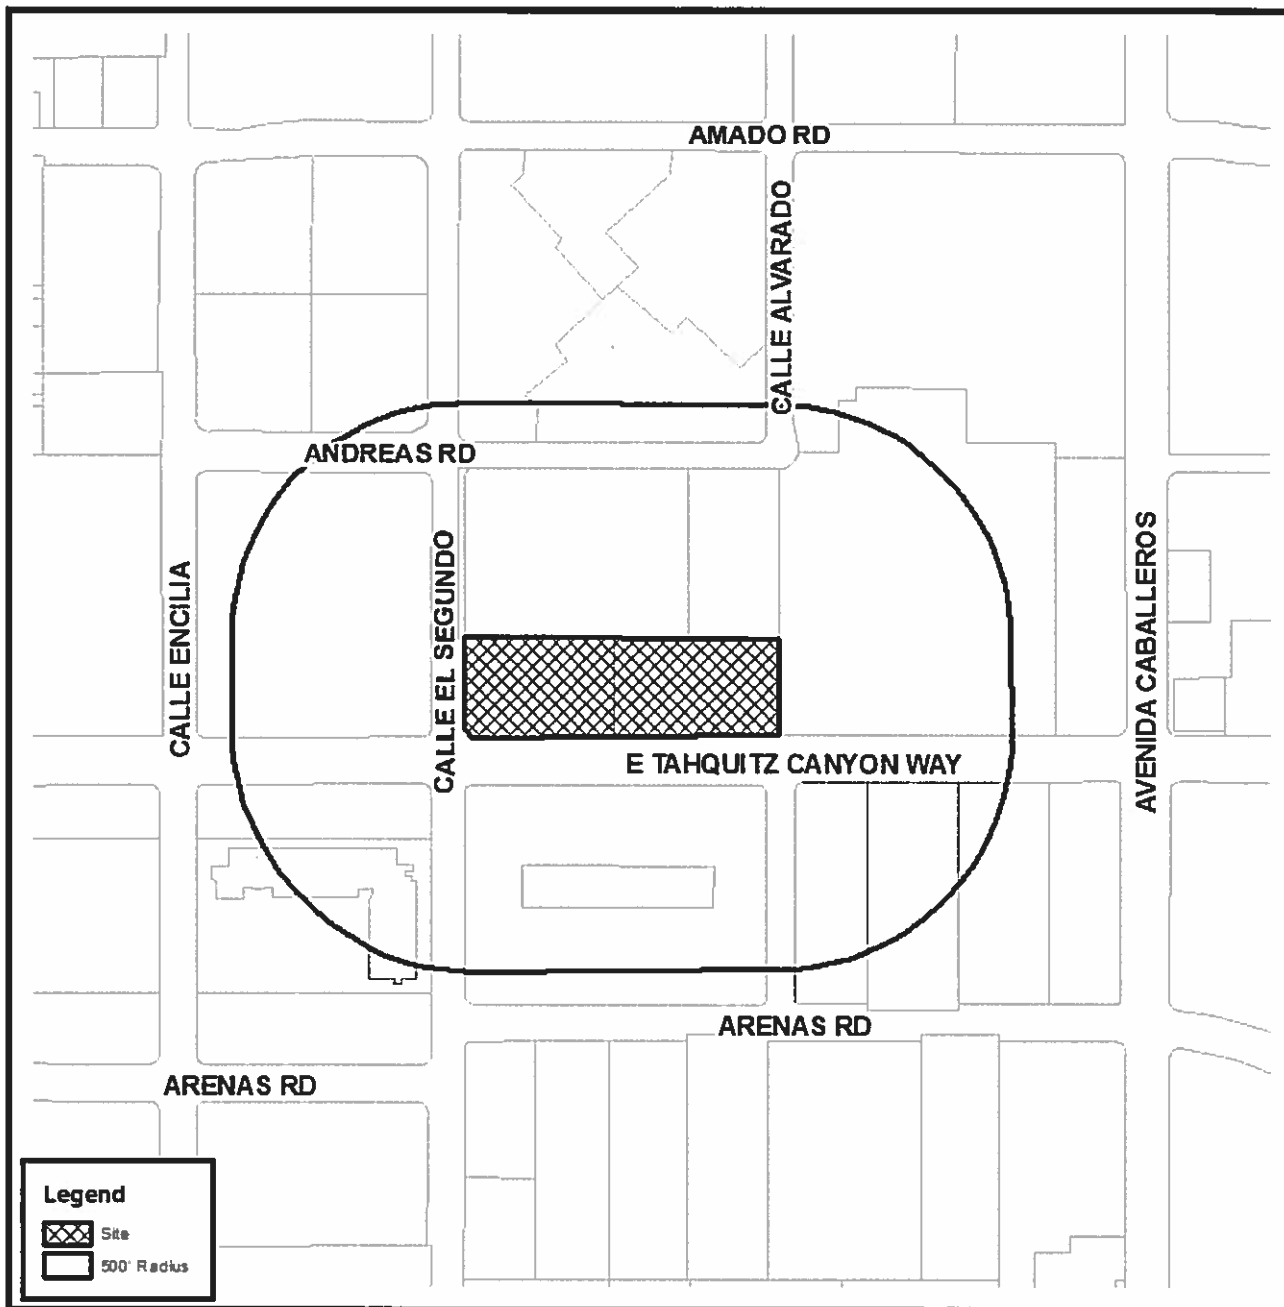 AMADO RD
CALLE ALVARADO
ANDREAS RD
CALLE EL SEGUNDO
CALLE ENCILIA
AVENIDA CABALLEROS
E TAHQUITZ CANYON WAY
ARENAS RD
ARENAS RD
Legend
Site
500' Radius